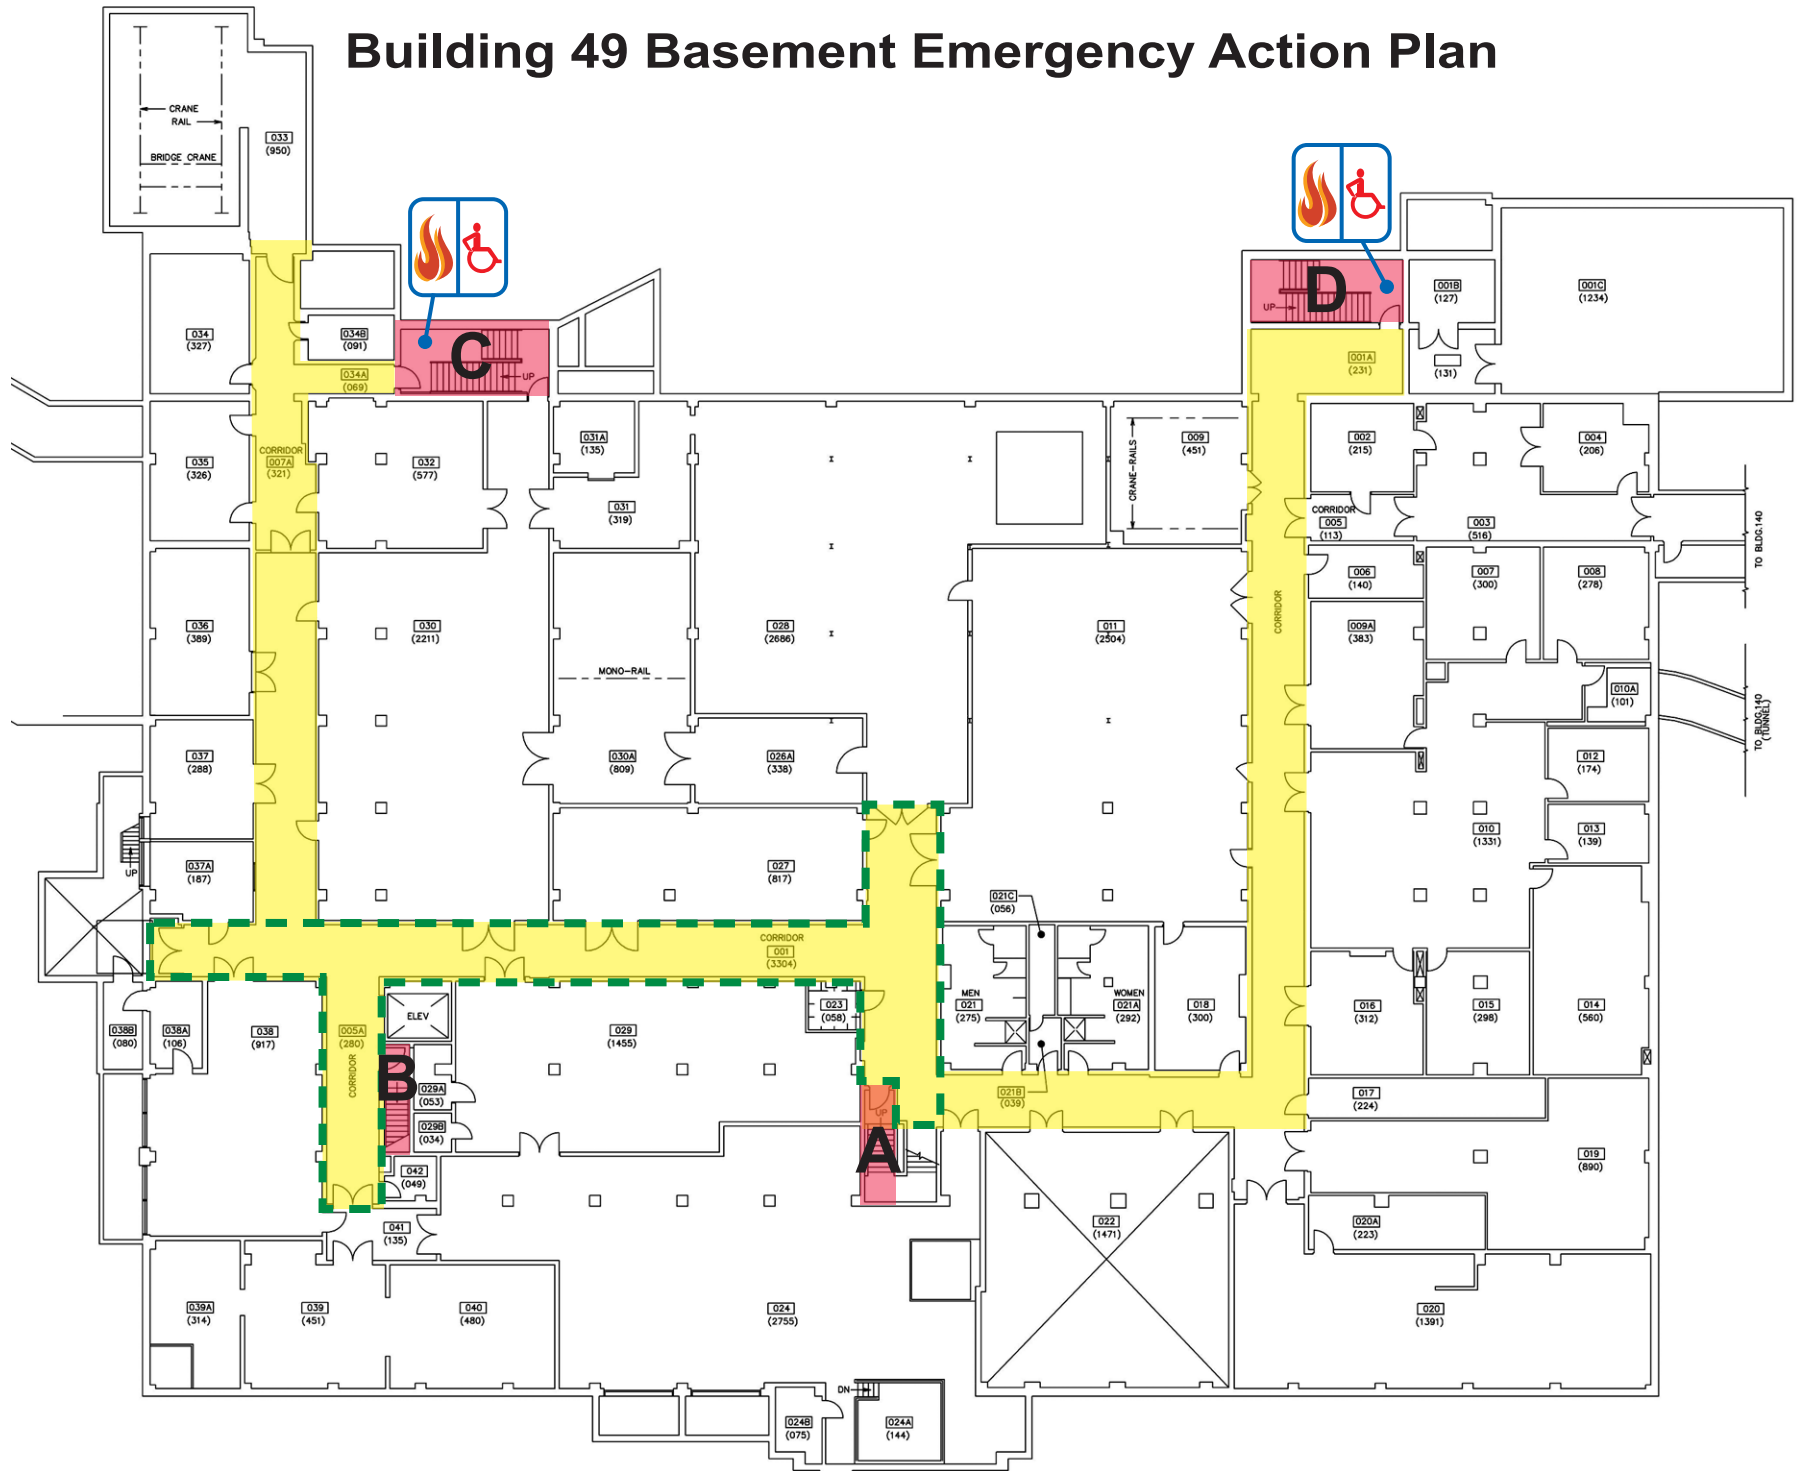 Building 49 Basement Emergency Action Plan
CRANE
RAIL
BRIDGE CRANE
033
(950)
034
(327)
034B
(091)
034A
(069)
C
UP
D
UP
001B
(127)
001C
(1234)
001A
(231)
(131)
035
(326)
CORRIDOR
007A
(321)
032
(577)
031A
(135)
031
(319)
CRANE-RAILS
009
(451)
002
(215)
004
(206)
CORRIDOR
005
(113)
003
(516)
TO BLDG.140
036
(389)
030
(2211)
MONO-RAIL
028
(2686)
011
(2504)
CORRIDOR
006
(140)
007
(300)
008
(278)
009A
(383)
010A
(101)
TO BLDG.140
(TUNNEL)
037
(288)
030A
(809)
026A
(338)
012
(174)
UP
037A
(187)
027
(817)
010
(1331)
013
(139)
021C
(056)
CORRIDOR
001
(3304)
038B
(080)
038A
(106)
038
(917)
005A
(280)
CORRIDOR
ELEV
029
(1455)
023
(058)
MEN
021
(275)
WOMEN
021A
(292)
018
(300)
016
(312)
015
(298)
014
(560)
B
029A
(053)
029B
(034)
021B
(039)
017
(224)
UP
A
042
(049)
019
(890)
041
(135)
022
(1471)
020A
(223)
039A
(314)
039
(451)
040
(480)
024
(2755)
020
(1391)
DN
024B
(075)
024A
(144)